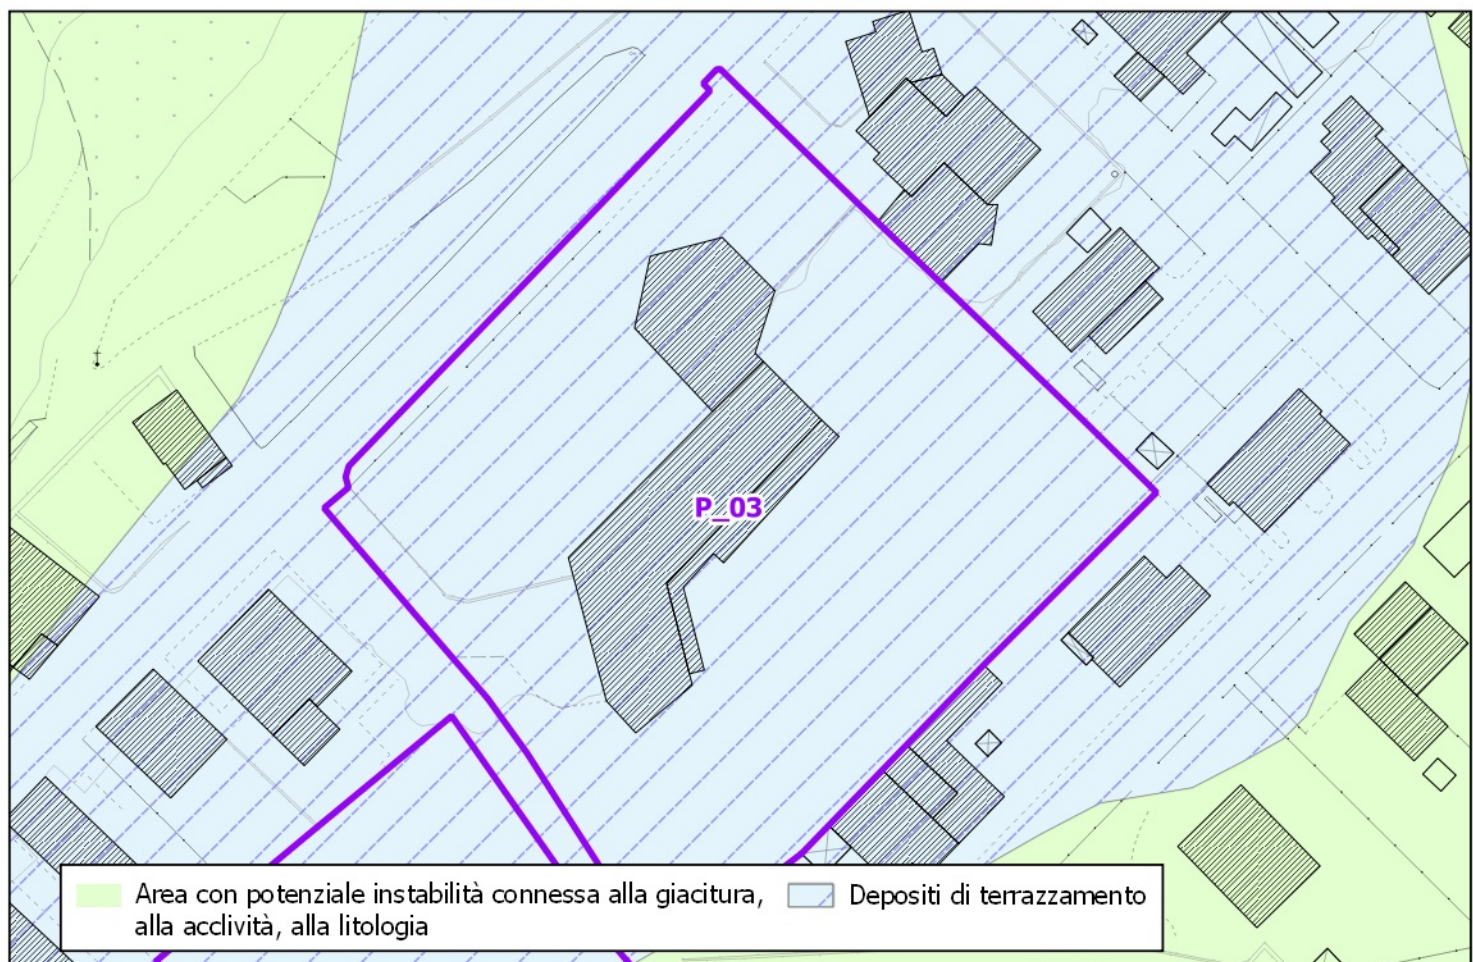 P_03
Area con potenziale instabilità connessa alla giacitura,
alla acclività, alla litologia
Depositi di terrazzamento